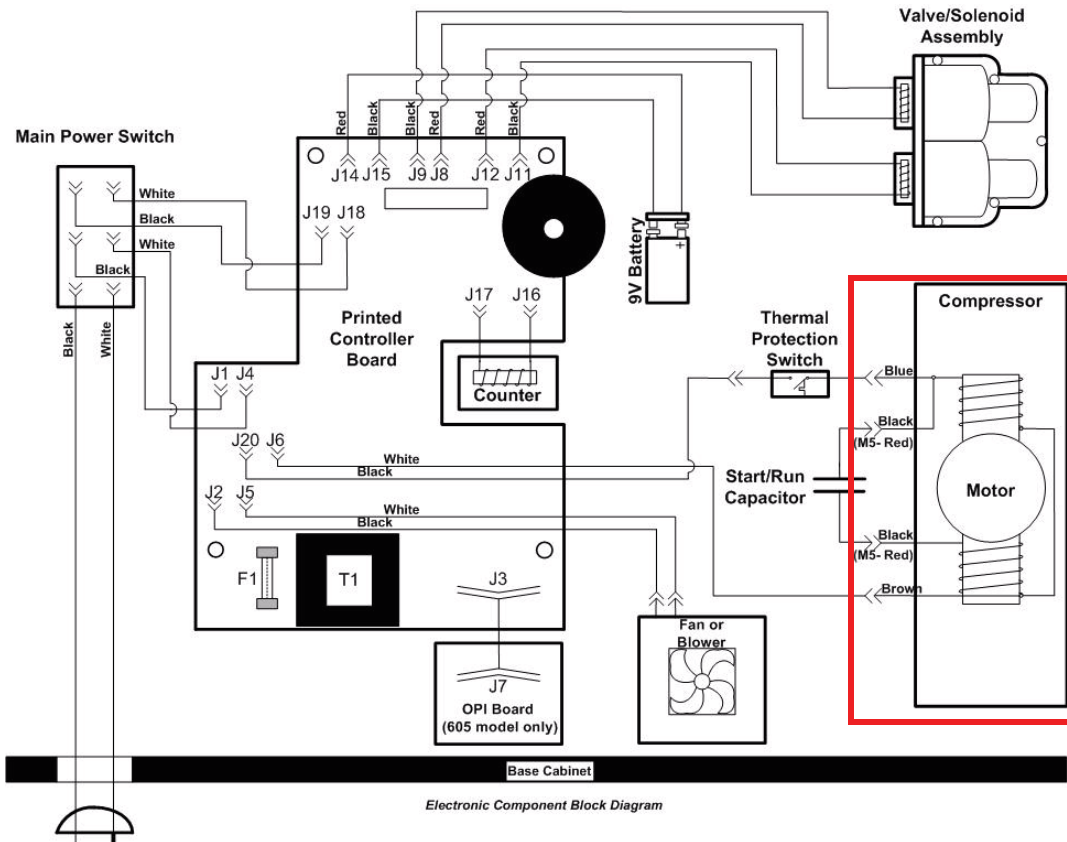 Valve/Solenoid
Assembly
Main Power Switch
Red
Black
Black
Red
Red
Black
J14
J15
J9
J8
J12
J11
White
Black
White
Black
J19
J18
9V Battery
+
J17
J16
Compressor
Printed
Controller
Board
Thermal
Protection
Switch
Black
White
Counter
Blue
J1
J4
Black
(M5- Red)
J20
J6
White
Black
Start/Run
Capacitor
Motor
J2
J5
White
Black
Black
(M5- Red)
Brown
F1
T1
J3
Fan or
Blower
J7
OPI Board
(605 model only)
Base Cabinet
Electronic Component Block Diagram